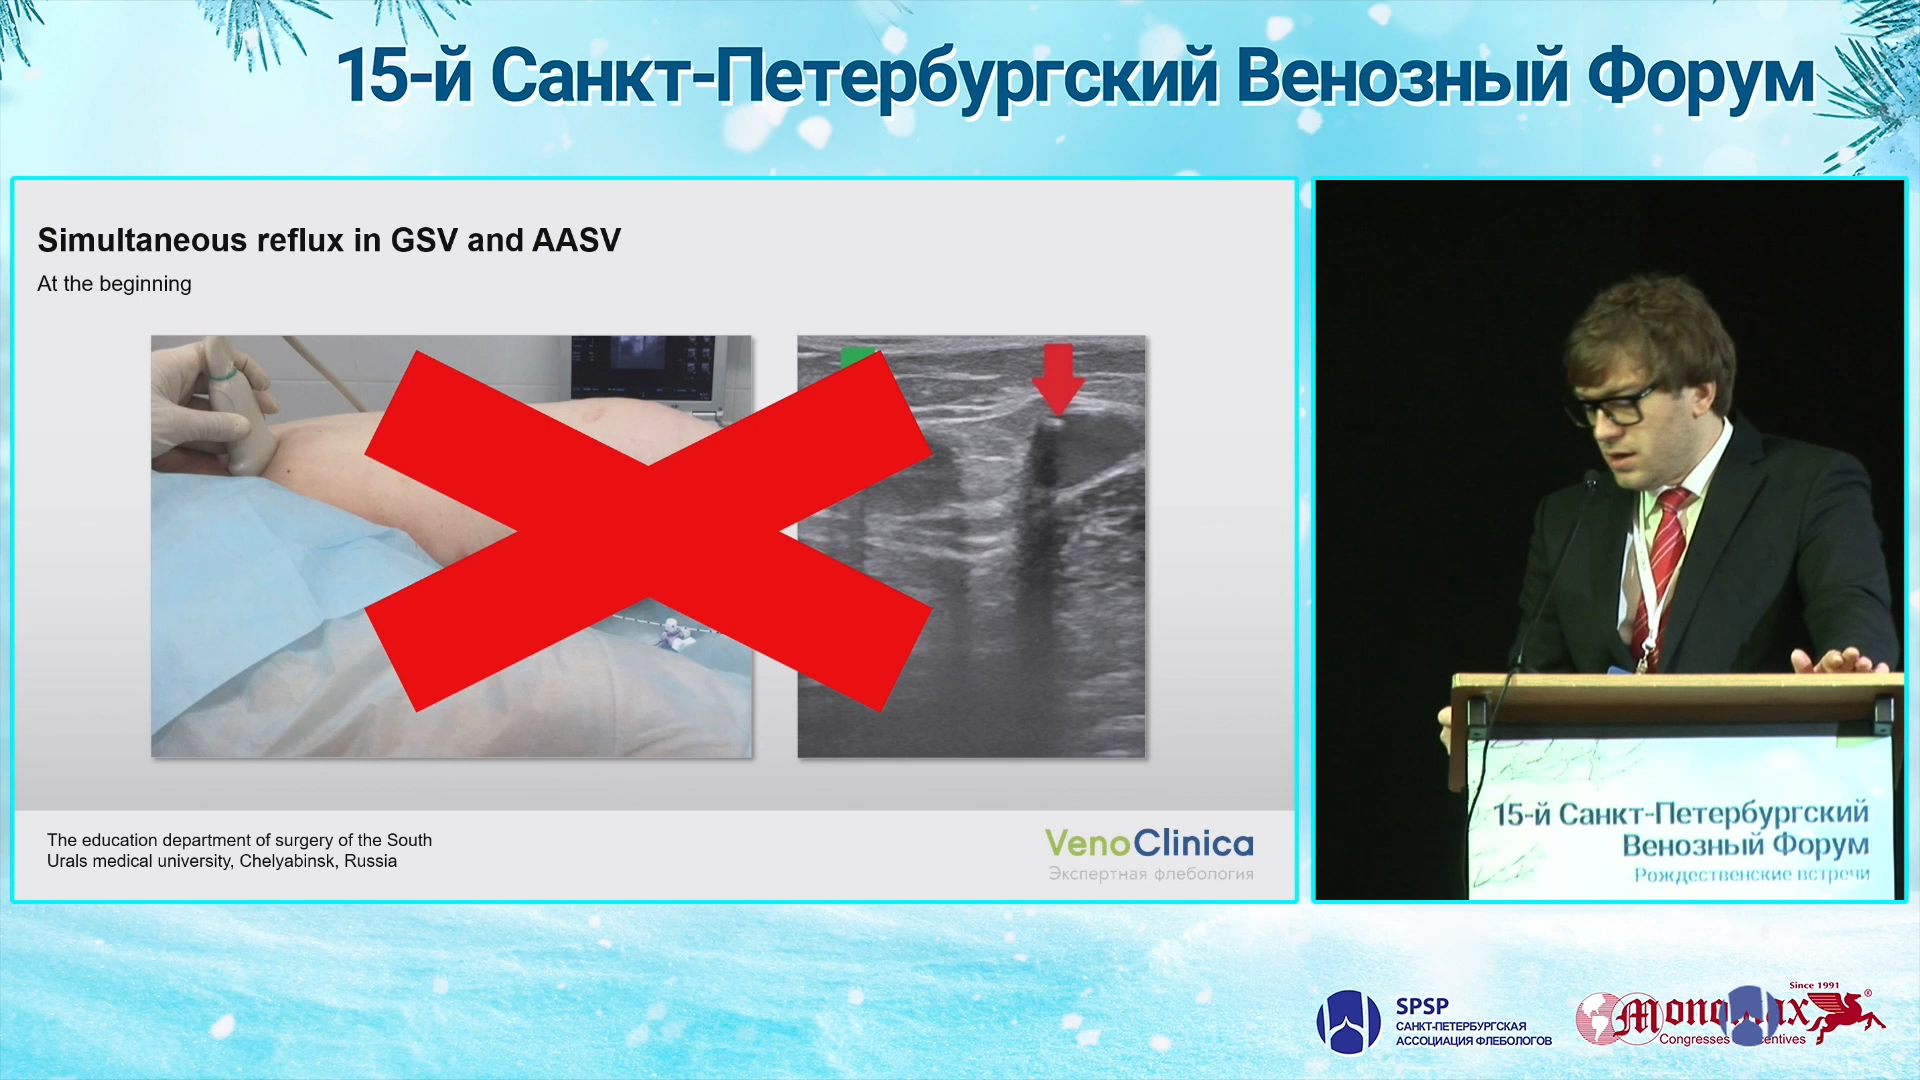 15-й Санкт-Петербургский Венозный Форум
Simultaneous reflux in GSV and AASV
At the beginning
The education department of surgery of the South
Urals medical university, Chelyabinsk, Russia
VenoClinica
Экспертная флебология
15-й Санкт-Петербургский
Венозный Форум
Рождественские встречи
SPSP
САНКТ-ПЕТЕРБУРГСКАЯ
АССОЦИАЦИЯ ФЛЕБОЛОГОВ
Since 1991
®
Congresses